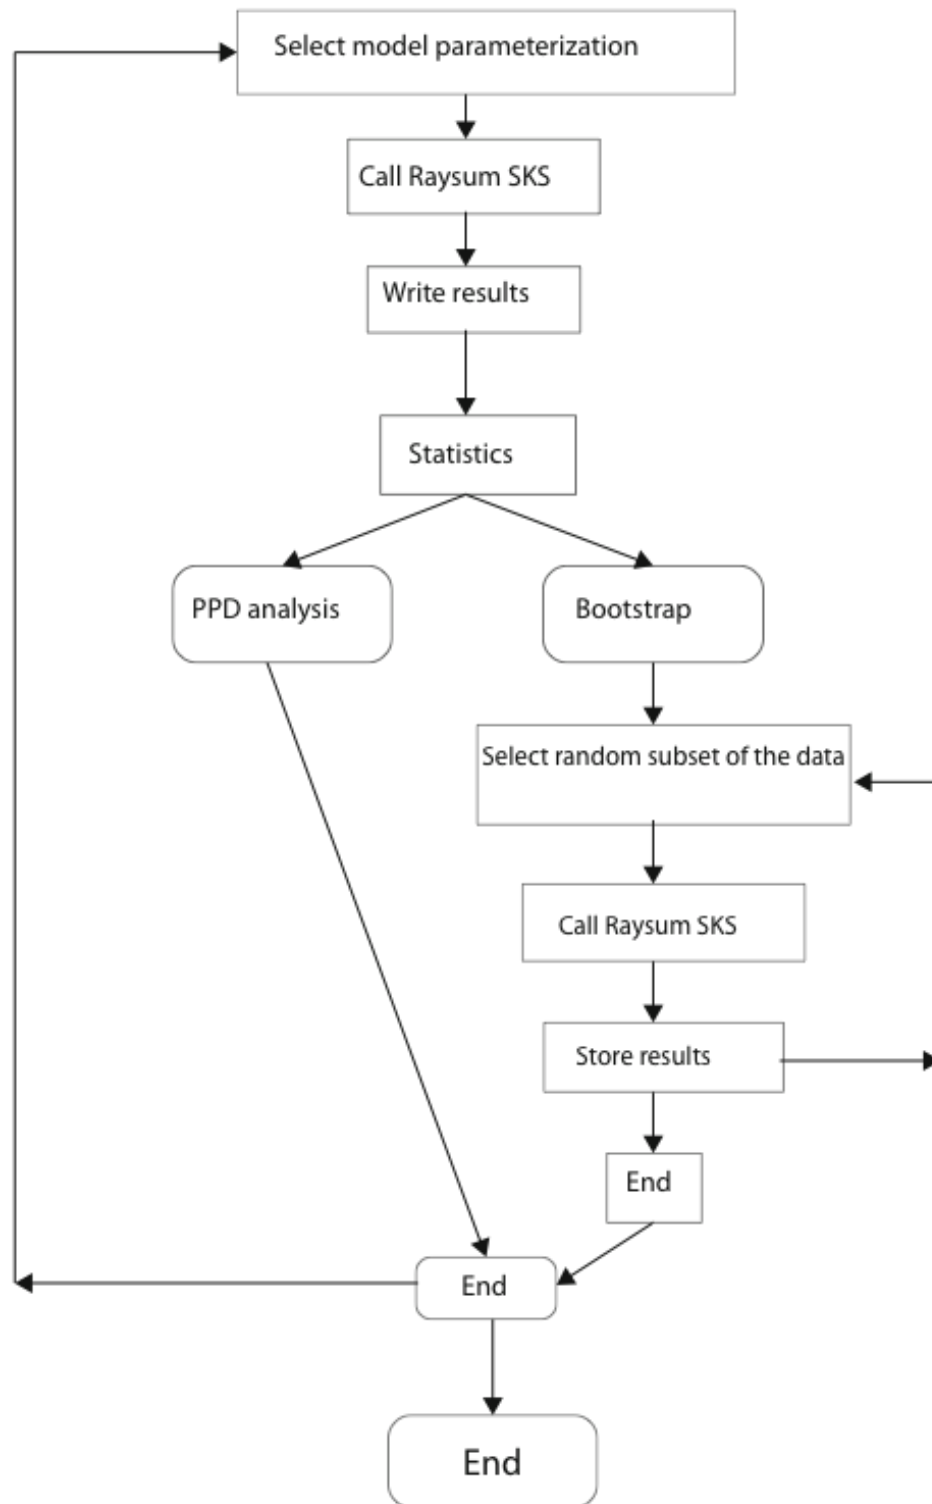 Select model parameterization
Call Raysum SKS
Write results
Statistics
PPD analysis
Bootstrap
Select random subset of the data
Call Raysum SKS
Store results
End
End
End